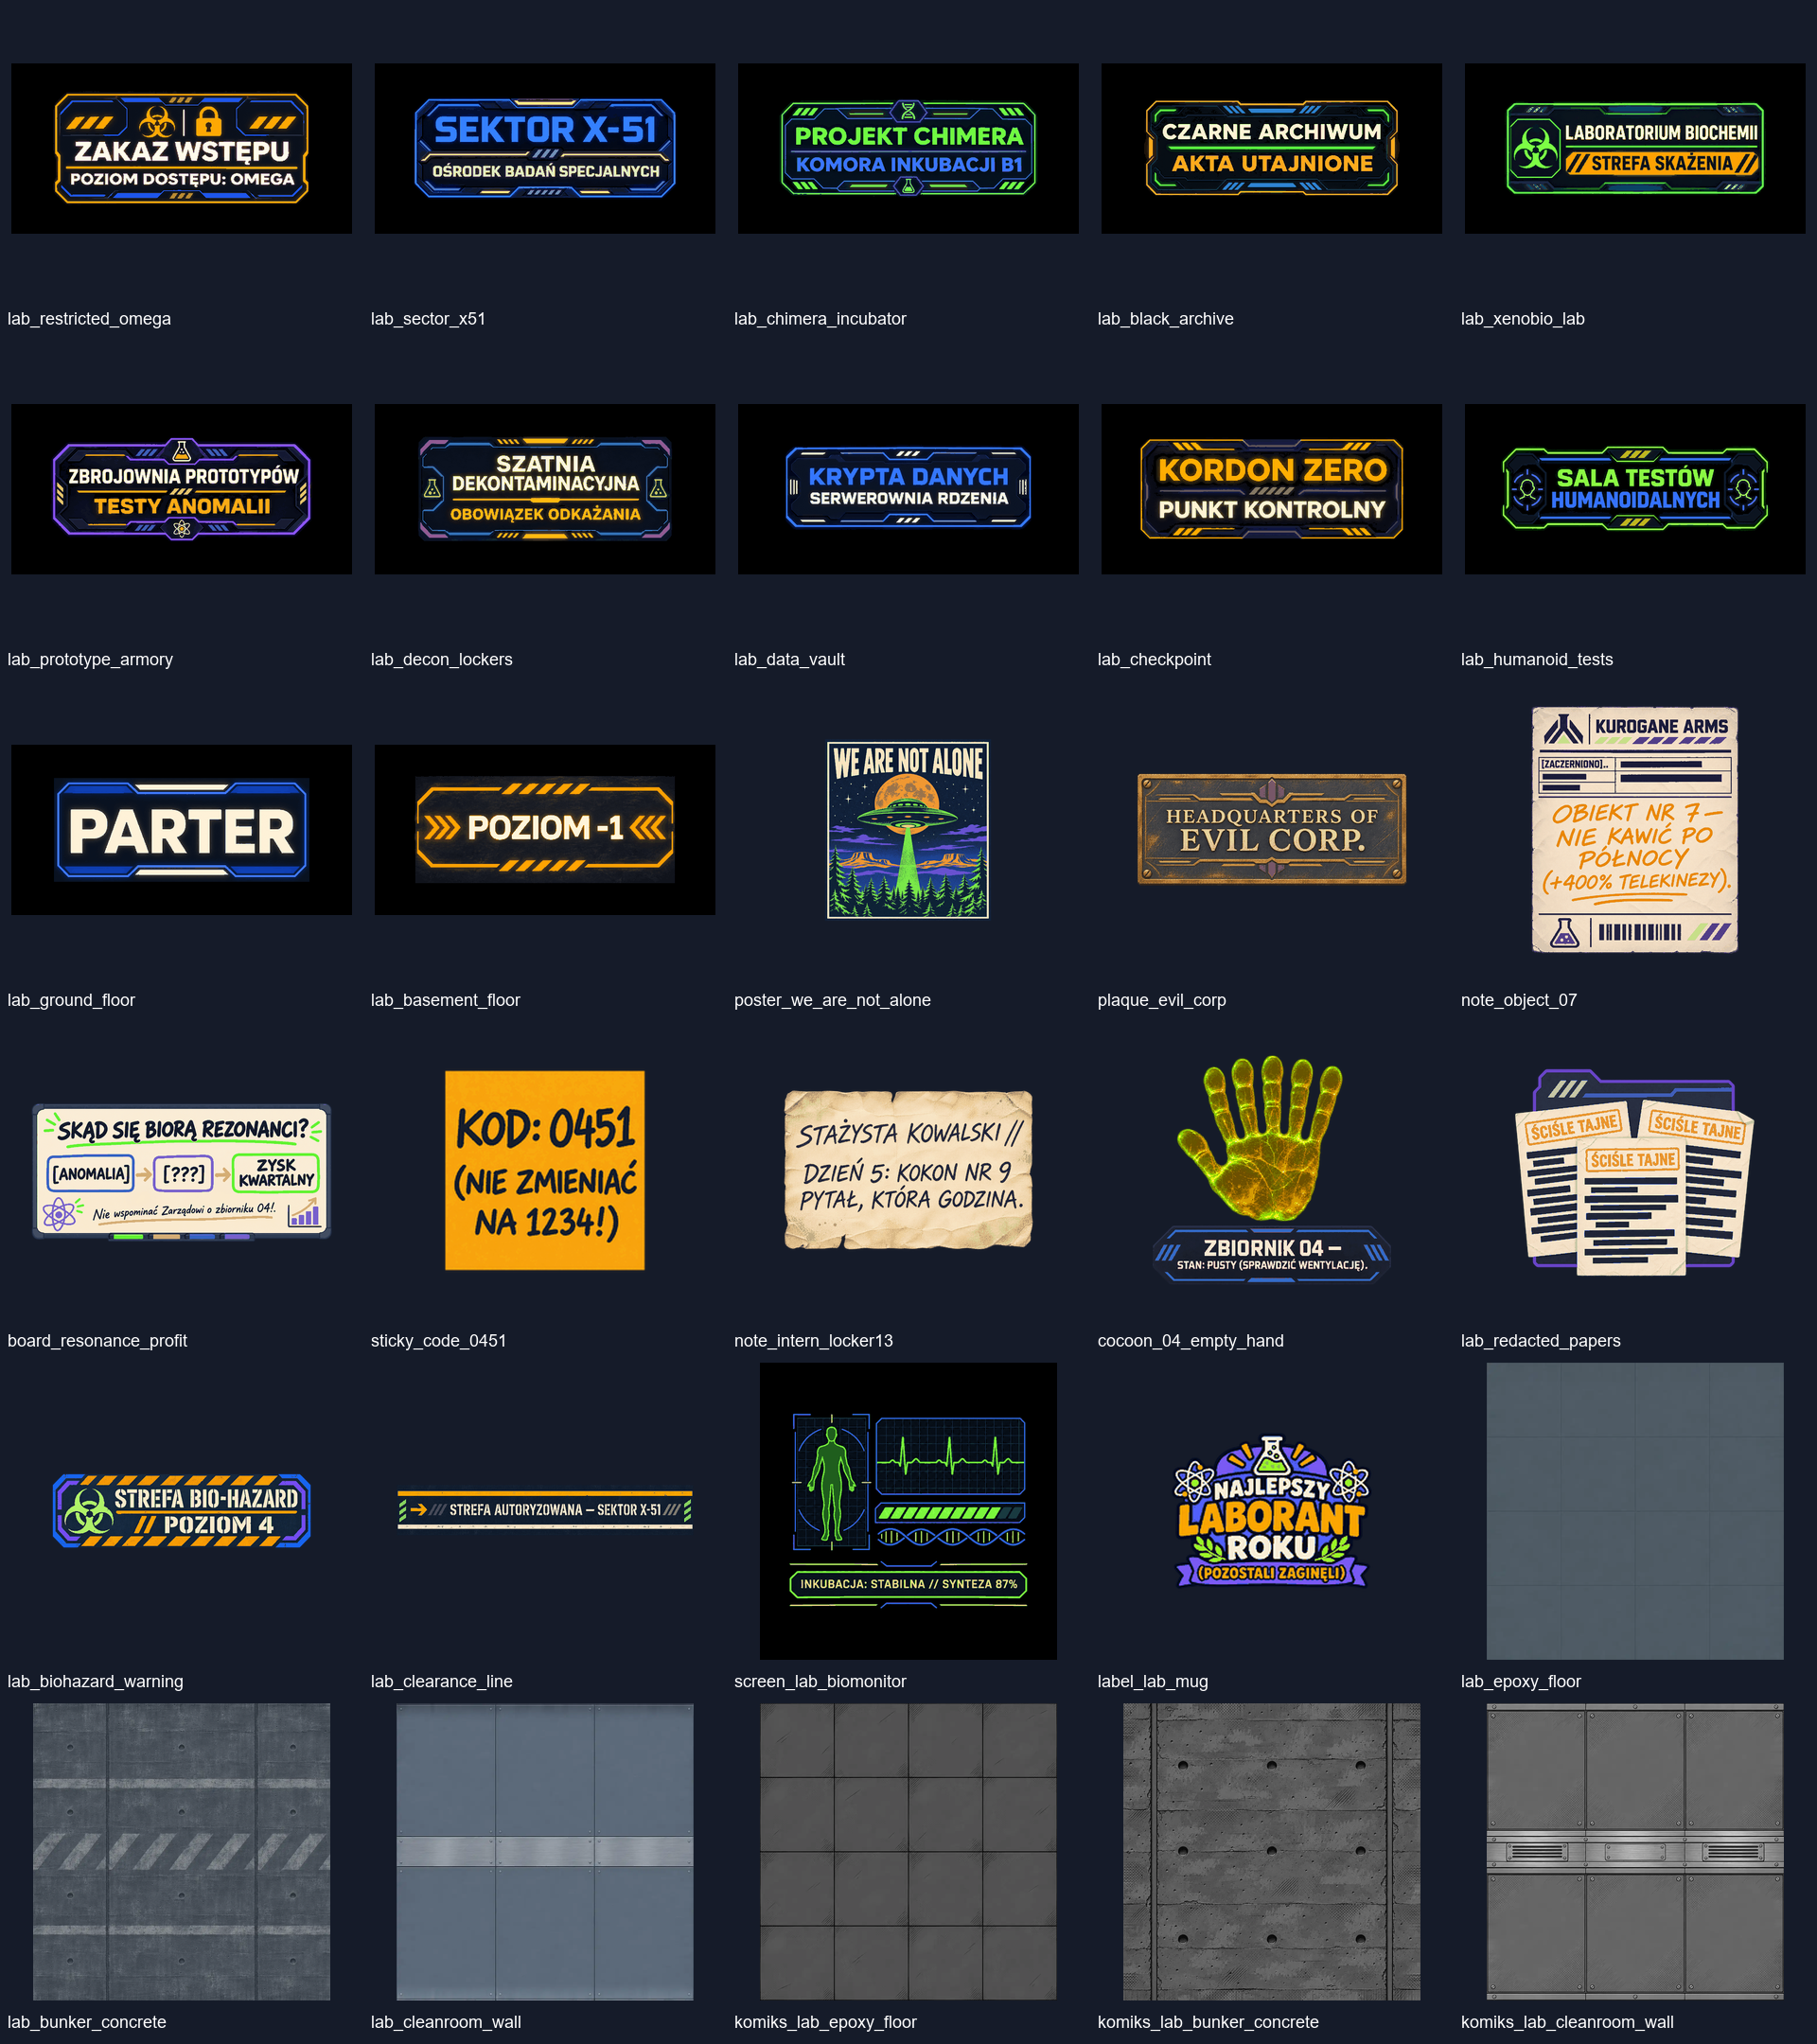 ZAKAZ WSTĘPU
POZIOM DOSTĘPU: OMEGA
lab_restricted_omega
SEKTOR X-51
OŚRODEK BADAŃ SPECJALNYCH
lab_sector_x51
PROJEKT CHIMERA
KOMORA INKUBACJI B1
lab_chimera_incubator
CZARNE ARCHIWUM
AKTA UTAJNIONE
lab_black_archive
LABORATORIUM BIOCHEMII
STREFA SKAŻENIA
lab_xenobio_lab
ZBROJOWNIA PROTOTYPÓW
TESTY ANOMALII
lab_prototype_armory
SZATNIA
DEKONTAMINACYJNA
OBOWIĄZEK ODKAŻANIA
lab_decon_lockers
KRYPTA DANYCH
SERWEROWNIA RDZENIA
lab_data_vault
KORDON ZERO
PUNKT KONTROLNY
lab_checkpoint
SALA TESTÓW
HUMANOIDALNYCH
lab_humanoid_tests
PARTER
lab_ground_floor
POZIOM -1
lab_basement_floor
WE ARE NOT ALONE
poster_we_are_not_alone
HEADQUARTERS OF
EVIL CORP.
plaque_evil_corp
KUROGANE ARMS
[ZACZERNIONO]..
OBIEKT NR 7 —
NIE KAWIĆ PO
PÓŁNOCY
(+400% TELEKINEZY).
note_object_07
SKĄD SIĘ BIORĄ REZONANCI?
[ANOMALIA]
[???]
ZYSK
KWARTALNY
Nie wspominać Zarządowi o zbiorniku 04!.
board_resonance_profit
KOD: 0451
(NIE ZMIENIAĆ
NA 1234!)
sticky_code_0451
STAŻYSTA KOWALSKI //
DZIEŃ 5: KOKON NR 9
PYTAŁ, KTÓRA GODZINA.
note_intern_locker13
ZBIORNIK 04 —
STAN: PUSTY (SPRAWDZIĆ WENTYLACJĘ).
cocoon_04_empty_hand
ŚCIŚLE TAJNE
ŚCIŚLE TAJNE
ŚCIŚLE TAJNE
lab_redacted_papers
STREFA BIO-HAZARD
// POZIOM 4
lab_biohazard_warning
STREFA AUTORYZOWANA — SEKTOR X-51 ///
lab_clearance_line
INKUBACJA: STABILNA // SYNTEZA 87%
screen_lab_biomonitor
NAJLEPSZY
LABORANT
ROKU
(POZOSTALI ZAGINĘLI)
label_lab_mug
lab_epoxy_floor
lab_bunker_concrete
lab_cleanroom_wall
komiks_lab_epoxy_floor
komiks_lab_bunker_concrete
komiks_lab_cleanroom_wall